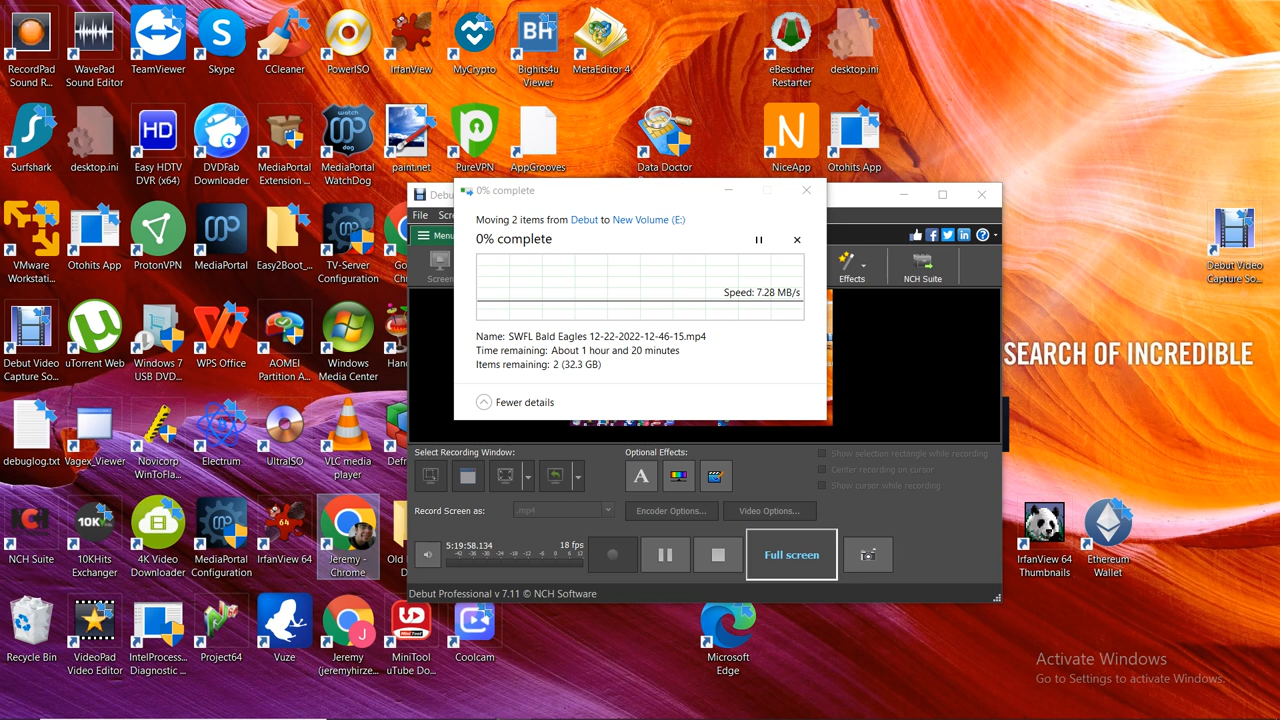 RecordPad
Sound R...
WavePad
Sound Editor
TeamViewer
Skype
CCleaner
PowerISO
IrfanView
MyCrypto
Bighits4u
Viewer
MetaEditor 4
eBesucher
Restarter
desktop.ini
Surfshark
desktop.ini
Easy HDTV
DVR (x64)
DVDFab
Downloader
MediaPortal
Extension ...
MediaPortal
WatchDog
paint.net
PureVPN
AppGrooves
Data Doctor
NiceApp
Otohits App
VMware
Workstati...
Otohits App
ProtonVPN
MediaPortal
Easy2Boot_...
TV-Server
Configuration
0% complete
Moving 2 items from Debut to New Volume (E:)
0% complete
Speed: 7.28 MB/s
Name: SWFL Bald Eagles 12-22-2022-12-46-15.mp4
Time remaining: About 1 hour and 20 minutes
Items remaining: 2 (32.3 GB)
Fewer details
File
Menu
Effects
NCH Suite
Debut Video
Capture So...
Debut Video
Capture So...
uTorrent Web
Windows 7
USB DVD...
WPS Office
AOMEI
Partition A...
Windows
Media Center
SEARCH OF INCREDIBLE
debuglog.txt
Vagex_Viewer
Novicorp
WinToFla...
Electrum
UltraISO
VLC media
player
Select Recording Window:
Optional Effects:
Show selection rectangle while recording
Center recording on cursor
Show cursor while recording
Record Screen as:
.mp4
Encoder Options...
Video Options...
5:19:58.134
18 fps
-42 -36 -30 -24 -18 -12 -6 0 6 12
Full screen
Debut Professional v 7.11 © NCH Software
NCH Suite
10KHits
Exchanger
4K Video
Downloader
MediaPortal
Configuration
IrfanView 64
Jeremy -
Chrome
IrfanView 64
Thumbnails
Ethereum
Wallet
Recycle Bin
VideoPad
Video Editor
IntelProcess...
Diagnostic ...
Project64
Vuze
Jeremy
(jeremyhirze...
MiniTool
uTube Do...
Coolcam
Microsoft
Edge
Activate Windows
Go to Settings to activate Windows.